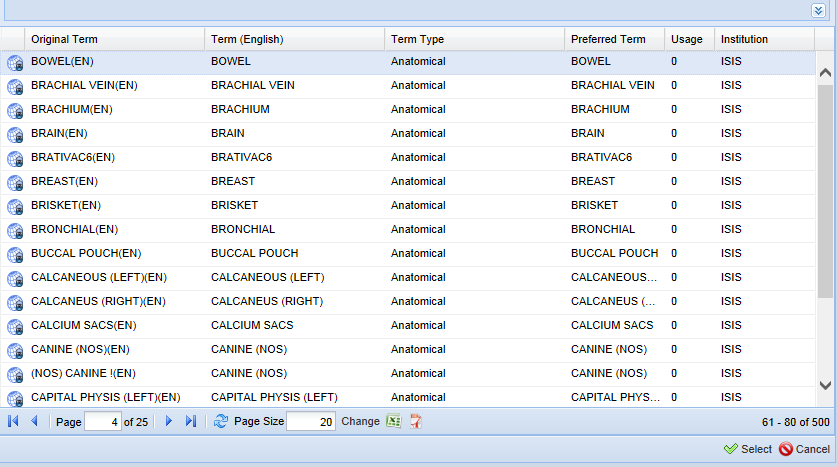 Original Term Term (English) Term Type Preferred Term Usage Institution
BOWEL(EN) BOWEL Anatomical BOWEL 0 ISIS
BRACHIAL VEIN(EN) BRACHIAL VEIN Anatomical BRACHIAL VEIN 0 ISIS
BRACHIUM(EN) BRACHIUM Anatomical BRACHIUM 0 ISIS
BRAIN(EN) BRAIN Anatomical BRAIN 0 ISIS
BRATIVAC6(EN) BRATIVAC6 Anatomical BRATIVAC6 0 ISIS
BREAST(EN) BREAST Anatomical BREAST 0 ISIS
BRISKET(EN) BRISKET Anatomical BRISKET 0 ISIS
BRONCHIAL(EN) BRONCHIAL Anatomical BRONCHIAL 0 ISIS
BUCCAL POUCH(EN) BUCCAL POUCH Anatomical BUCCAL POUCH 0 ISIS
CALCANEOUS (LEFT)(EN) CALCANEOUS (LEFT) Anatomical CALCANEOUS... 0 ISIS
CALCANEUS (RIGHT)(EN) CALCANEUS (RIGHT) Anatomical CALCANEUS (... 0 ISIS
CALCIUM SACS(EN) CALCIUM SACS Anatomical CALCIUM SACS 0 ISIS
CANINE (NOS)(EN) CANINE (NOS) Anatomical CANINE (NOS) 0 ISIS
(NOS) CANINE !(EN) CANINE (NOS) Anatomical CANINE (NOS) 0 ISIS
CAPITAL PHYSIS (LEFT)(EN) CAPITAL PHYSIS (LEFT) Anatomical CAPITAL PHYS... 0 ISIS
Page 4 of 25 Page Size 20 Change 61 - 80 of 500
Select Cancel